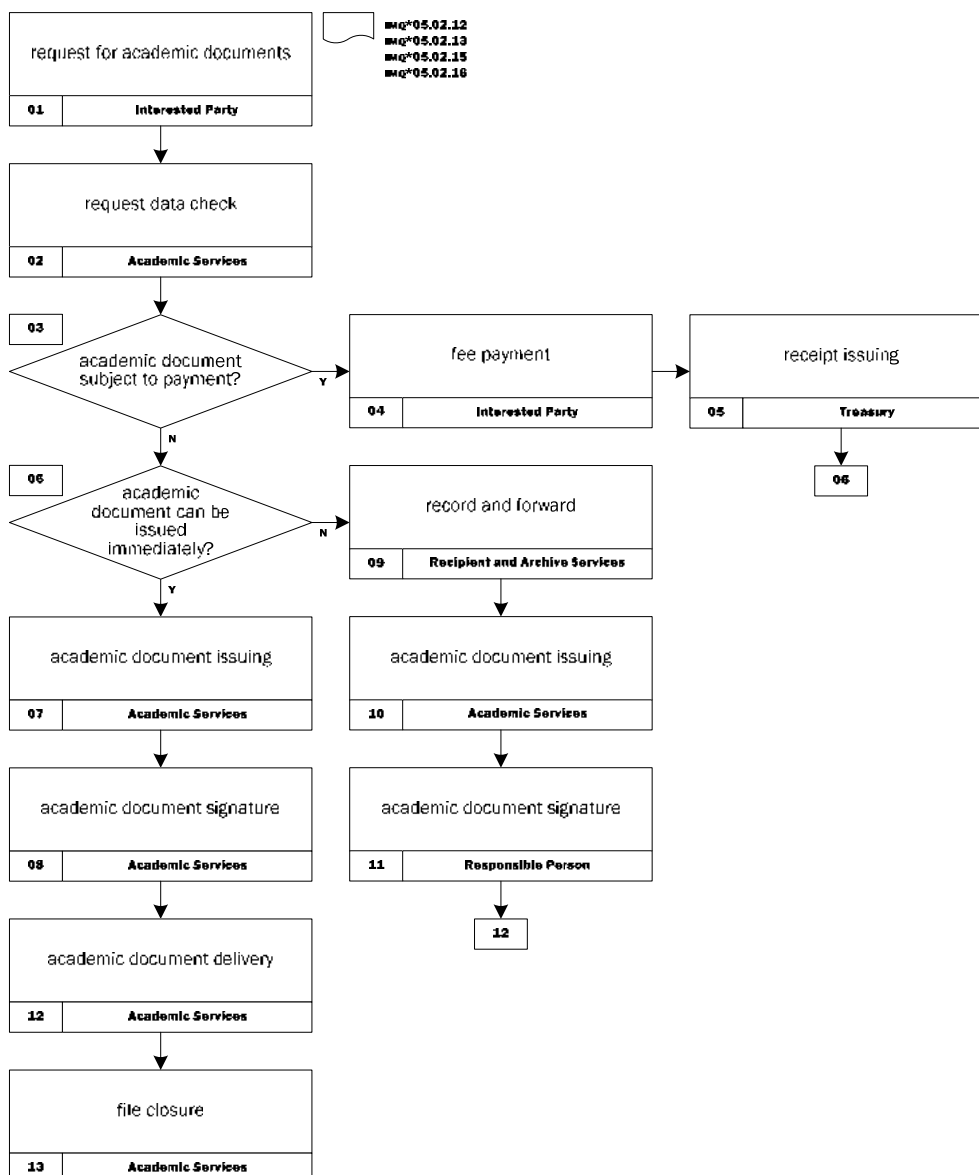 request for academic documents
01 Interested Party
IMQ*05.02.12
IMQ*05.02.13
IMQ*05.02.15
IMQ*05.02.16
request data check
02 Academic Services
03
academic document
subject to payment?
Y
N
fee payment
04 Interested Party
receipt issuing
05 Treasury
06
06
academic
document can be
issued
immediately?
N
Y
record and forward
09 Recipient and Archive Services
academic document issuing
07 Academic Services
academic document issuing
10 Academic Services
academic document signature
08 Academic Services
academic document signature
11 Responsible Person
12
academic document delivery
12 Academic Services
file closure
13 Academic Services